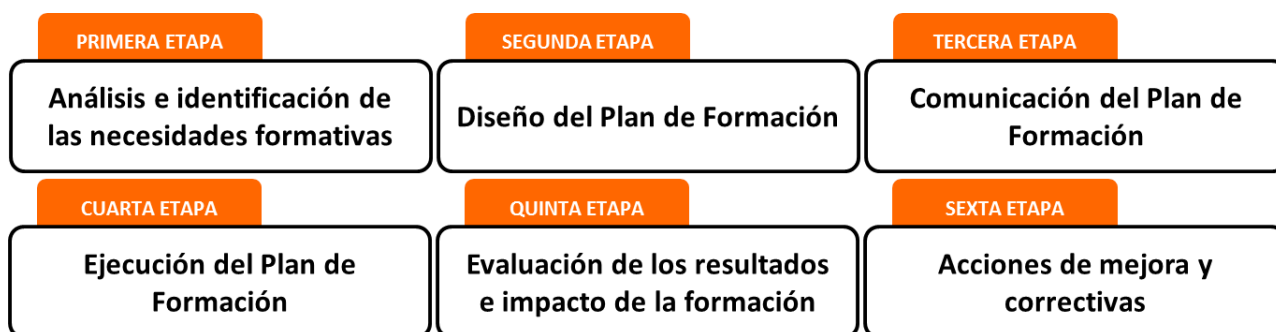 PRIMERA ETAPA
Análisis e identificación de
las necesidades formativas
SEGUNDA ETAPA
Diseño del Plan de Formación
TERCERA ETAPA
Comunicación del Plan de
Formación
CUARTA ETAPA
Ejecución del Plan de
Formación
QUINTA ETAPA
Evaluación de los resultados
e impacto de la formación
SEXTA ETAPA
Acciones de mejora y
correctivas